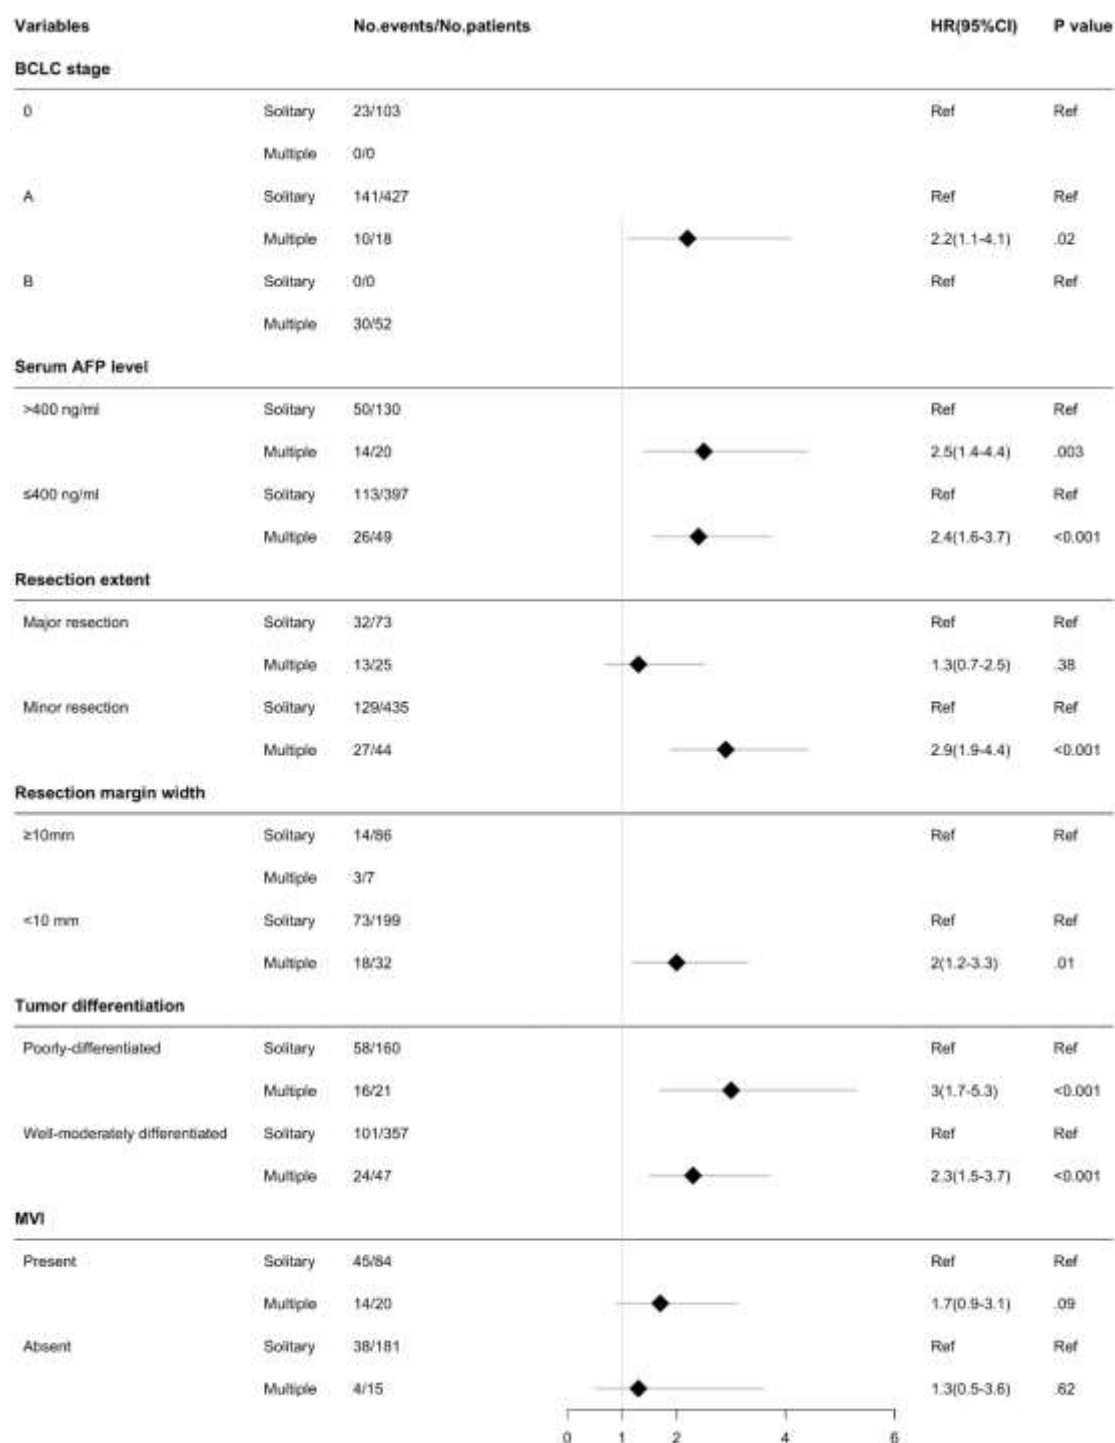 Variables No.events/No.patients HR(95%CI) P value
BCLC stage
0 Solitary 23/103 Ref Ref
Multiple 0/0
A Solitary 141/427 Ref Ref
Multiple 10/18 2.2(1.1-4.1) .02
B Solitary 0/0 Ref Ref
Multiple 30/52
Serum AFP level
>400 ng/ml Solitary 50/130 Ref Ref
Multiple 14/20 2.5(1.4-4.4) .003
≤400 ng/ml Solitary 113/397 Ref Ref
Multiple 26/49 2.4(1.6-3.7) <0.001
Resection extent
Major resection Solitary 32/73 Ref Ref
Multiple 13/25 1.3(0.7-2.5) .38
Minor resection Solitary 129/435 Ref Ref
Multiple 27/44 2.9(1.9-4.4) <0.001
Resection margin width
≥10mm Solitary 14/86 Ref Ref
Multiple 3/7
<10 mm Solitary 73/199 Ref Ref
Multiple 18/32 2(1.2-3.3) .01
Tumor differentiation
Poorly-differentiated Solitary 58/160 Ref Ref
Multiple 16/21 3(1.7-5.3) <0.001
Well-moderately differentiated Solitary 101/357 Ref Ref
Multiple 24/47 2.3(1.5-3.7) <0.001
MVI
Present Solitary 45/84 Ref Ref
Multiple 14/20 1.7(0.9-3.1) .09
Absent Solitary 38/181 Ref Ref
Multiple 4/15 1.3(0.5-3.6) .62
0 1 2 4 6